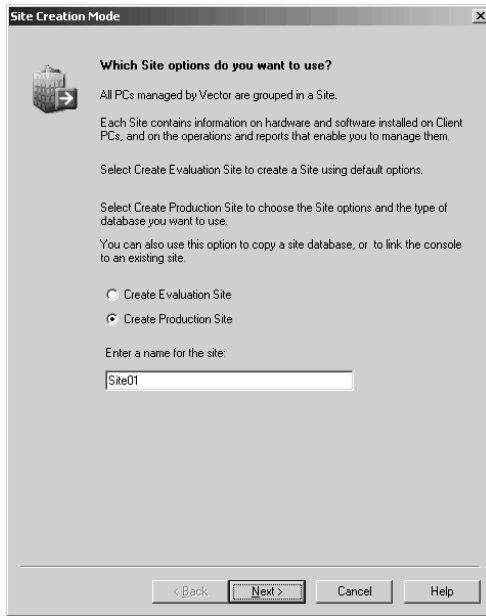 Site Creation Mode
Which Site options do you want to use?
All PCs managed by Vector are grouped in a Site.
Each Site contains information on hardware and software installed on Client
PCs, and on the operations and reports that enable you to manage them.
Select Create Evaluation Site to create a Site using default options.
Select Create Production Site to choose the Site options and the type of
database you want to use.
You can also use this option to copy a site database, or to link the console
to an existing site.
Create Evaluation Site
Create Production Site
Enter a name for the site:
Site01
< Back
Next >
Cancel
Help